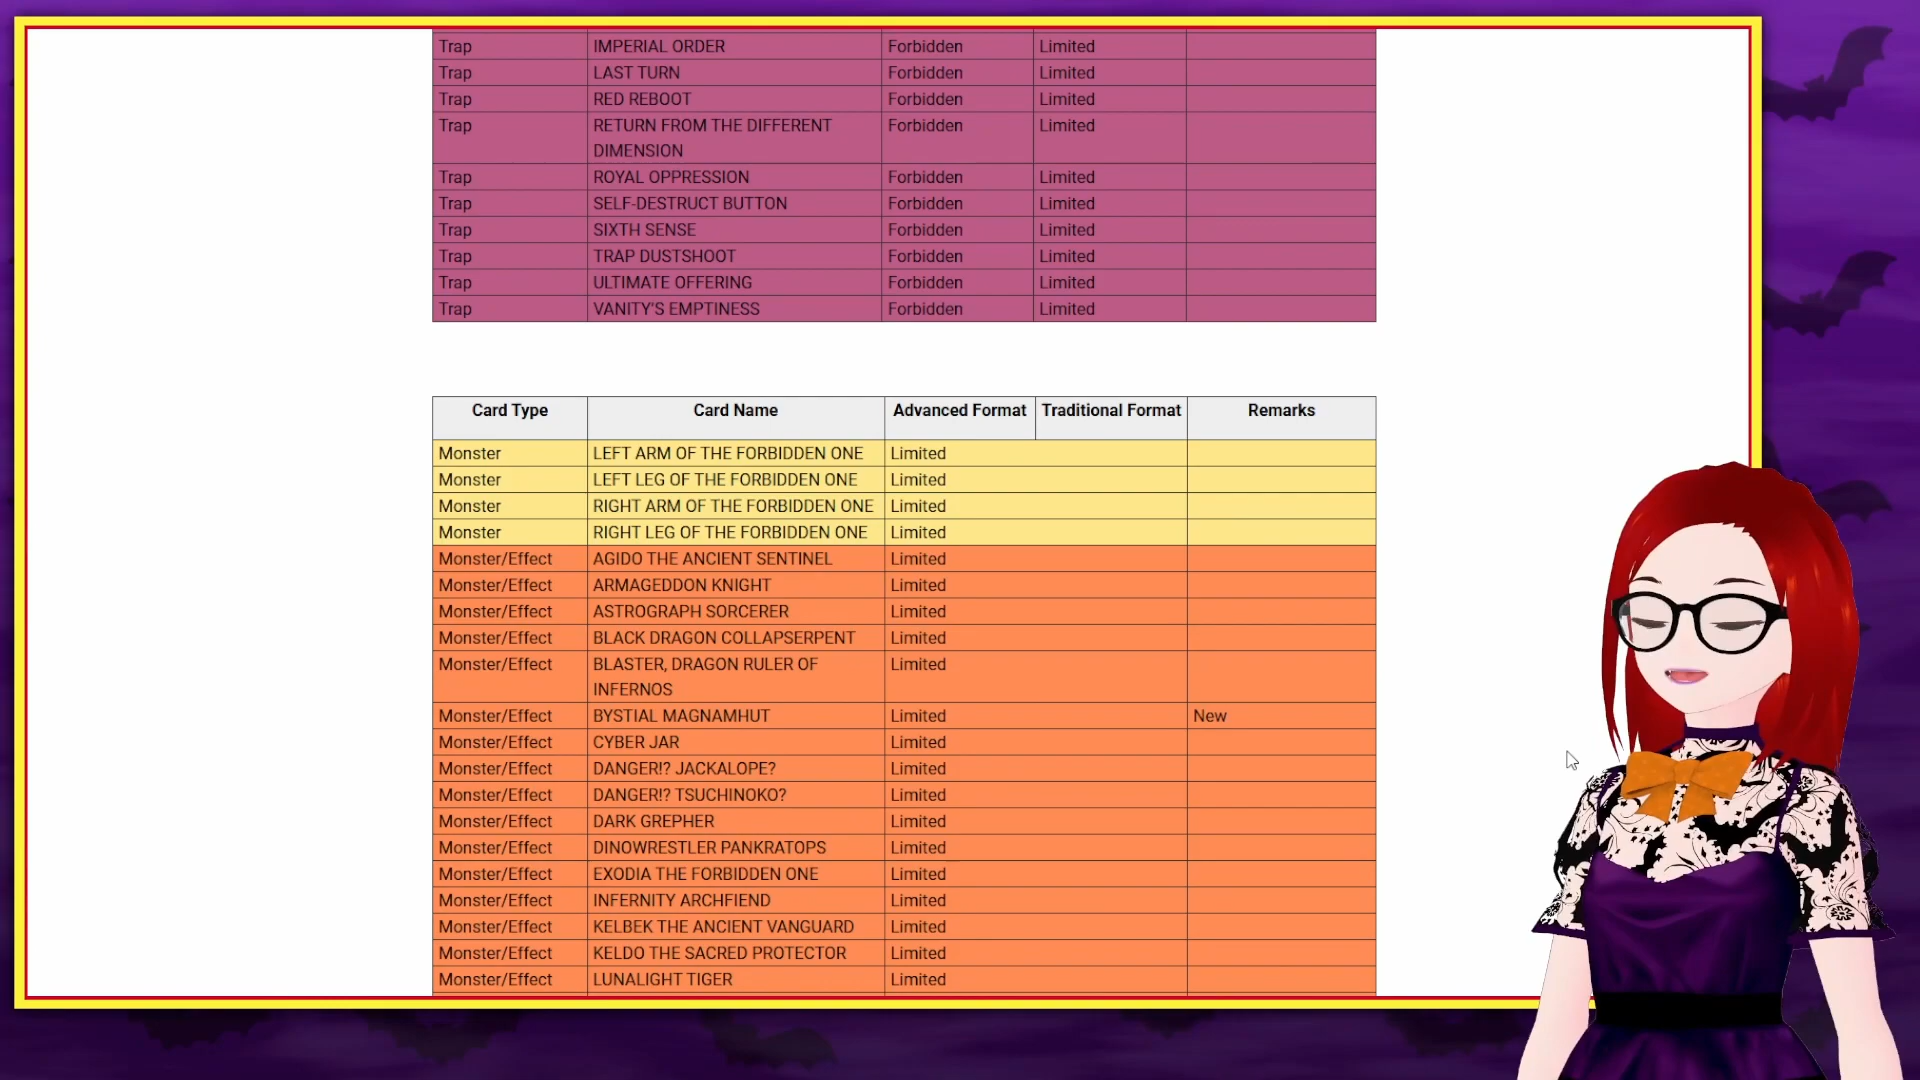 Trap IMPERIAL ORDER Forbidden Limited
Trap LAST TURN Forbidden Limited
Trap RED REBOOT Forbidden Limited
Trap RETURN FROM THE DIFFERENT Forbidden Limited
DIMENSION
Trap ROYAL OPPRESSION Forbidden Limited
Trap SELF-DESTRUCT BUTTON Forbidden Limited
Trap SIXTH SENSE Forbidden Limited
Trap TRAP DUSTSHOOT Forbidden Limited
Trap ULTIMATE OFFERING Forbidden Limited
Trap VANITY'S EMPTINESS Forbidden Limited
Card Type Card Name Advanced Format Traditional Format Remarks
Monster LEFT ARM OF THE FORBIDDEN ONE Limited
Monster LEFT LEG OF THE FORBIDDEN ONE Limited
Monster RIGHT ARM OF THE FORBIDDEN ONE Limited
Monster RIGHT LEG OF THE FORBIDDEN ONE Limited
Monster/Effect AGIDO THE ANCIENT SENTINEL Limited
Monster/Effect ARMAGEDDON KNIGHT Limited
Monster/Effect ASTROGRAPH SORCERER Limited
Monster/Effect BLACK DRAGON COLLAPSERPENT Limited
Monster/Effect BLASTER, DRAGON RULER OF Limited
INFERNOS
Monster/Effect BYSTIAL MAGNAMHUT Limited New
Monster/Effect CYBER JAR Limited
Monster/Effect DANGER!? JACKALOPE? Limited
Monster/Effect DANGER!? TSUCHINOKO? Limited
Monster/Effect DARK GREPHER Limited
Monster/Effect DINOWRESTLER PANKRATOPS Limited
Monster/Effect EXODIA THE FORBIDDEN ONE Limited
Monster/Effect INFERNITY ARCHFIEND Limited
Monster/Effect KELBEK THE ANCIENT VANGUARD Limited
Monster/Effect KELDO THE SACRED PROTECTOR Limited
Monster/Effect LUNALIGHT TIGER Limited